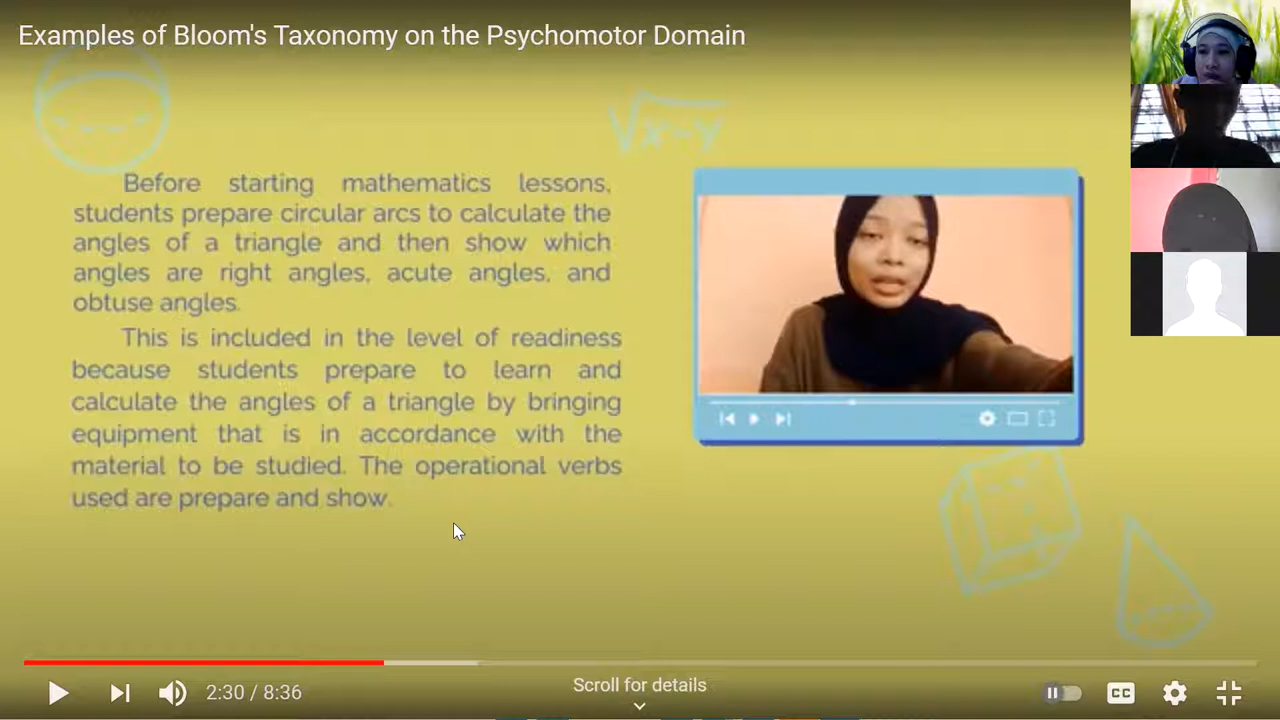 Examples of Bloom's Taxonomy on the Psychomotor Domain
√x-y
Before starting mathematics lessons,
students prepare circular arcs to calculate the
angles of a triangle and then show which
angles are right angles, acute angles, and
obtuse angles.
This is included in the level of readiness
because students prepare to learn and
calculate the angles of a triangle by bringing
equipment that is in accordance with the
material to be studied. The operational verbs
used are prepare and show.
2:30 / 8:36
Scroll for details
CC